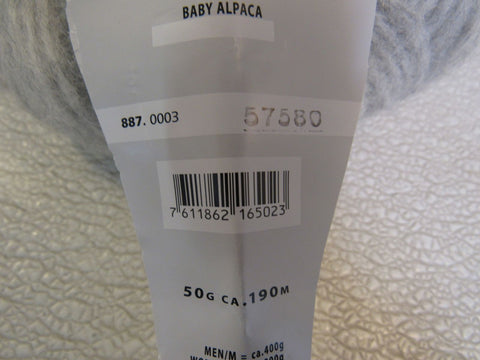 BABY ALPACA
887. 0003 57580
7 611862 165023
50G CA.190M
MEN/M = ca.400g